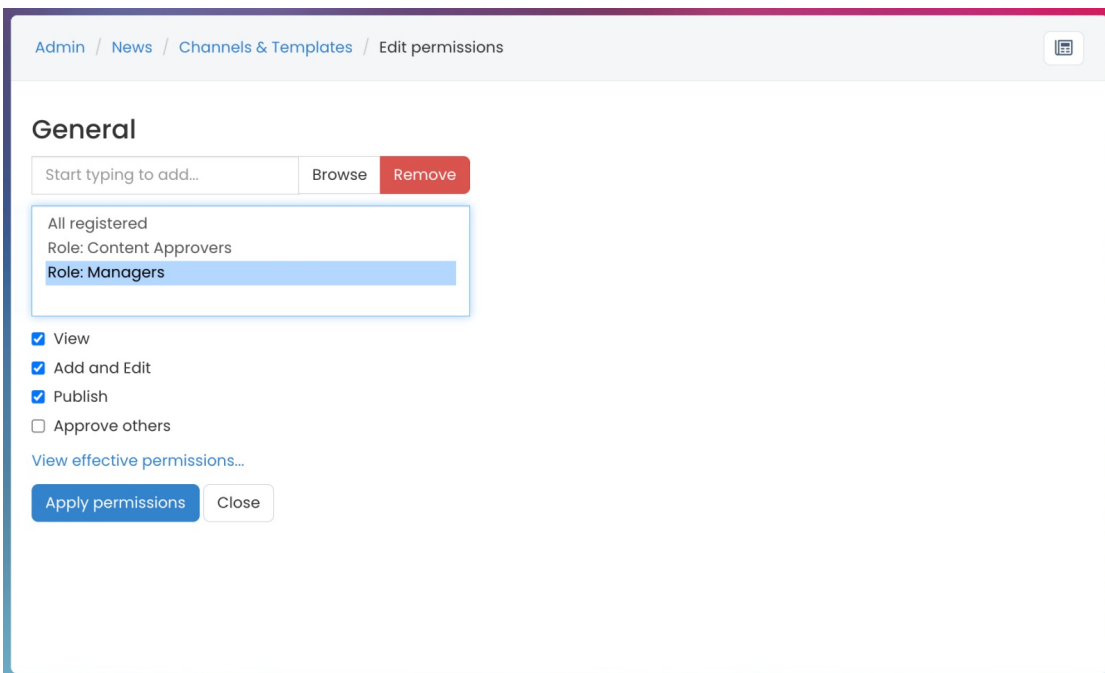 Admin / News / Channels & Templates / Edit permissions
General
Start typing to add... Browse Remove
All registered
Role: Content Approvers
Role: Managers
View
Add and Edit
Publish
Approve others
View effective permissions...
Apply permissions Close